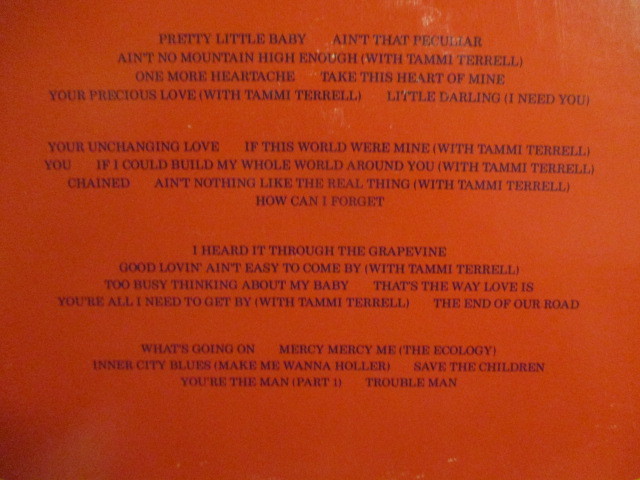 PRETTY LITTLE BABY AIN'T THAT PECULIAR
AIN'T NO MOUNTAIN HIGH ENOUGH (WITH TAMMI TERRELL)
ONE MORE HEARTACHE TAKE THIS HEART OF MINE
YOUR PRECIOUS LOVE (WITH TAMMI TERRELL) LITTLE DARLING (I NEED YOU)
YOUR UNCHANGING LOVE IF THIS WORLD WERE MINE (WITH TAMMI TERRELL)
YOU IF I COULD BUILD MY WHOLE WORLD AROUND YOU (WITH TAMMI TERRELL)
CHAINED AIN'T NOTHING LIKE THE REAL THING (WITH TAMMI TERRELL)
HOW CAN I FORGET
I HEARD IT THROUGH THE GRAPEVINE
GOOD LOVIN' AIN'T EASY TO COME BY (WITH TAMMI TERRELL)
TOO BUSY THINKING ABOUT MY BABY THAT'S THE WAY LOVE IS
YOU'RE ALL I NEED TO GET BY (WITH TAMMI TERRELL) THE END OF OUR ROAD
WHAT'S GOING ON MERCY MERCY ME (THE ECOLOGY)
INNER CITY BLUES (MAKE ME WANNA HOLLER) SAVE THE CHILDREN
YOU'RE THE MAN (PART 1) TROUBLE MAN